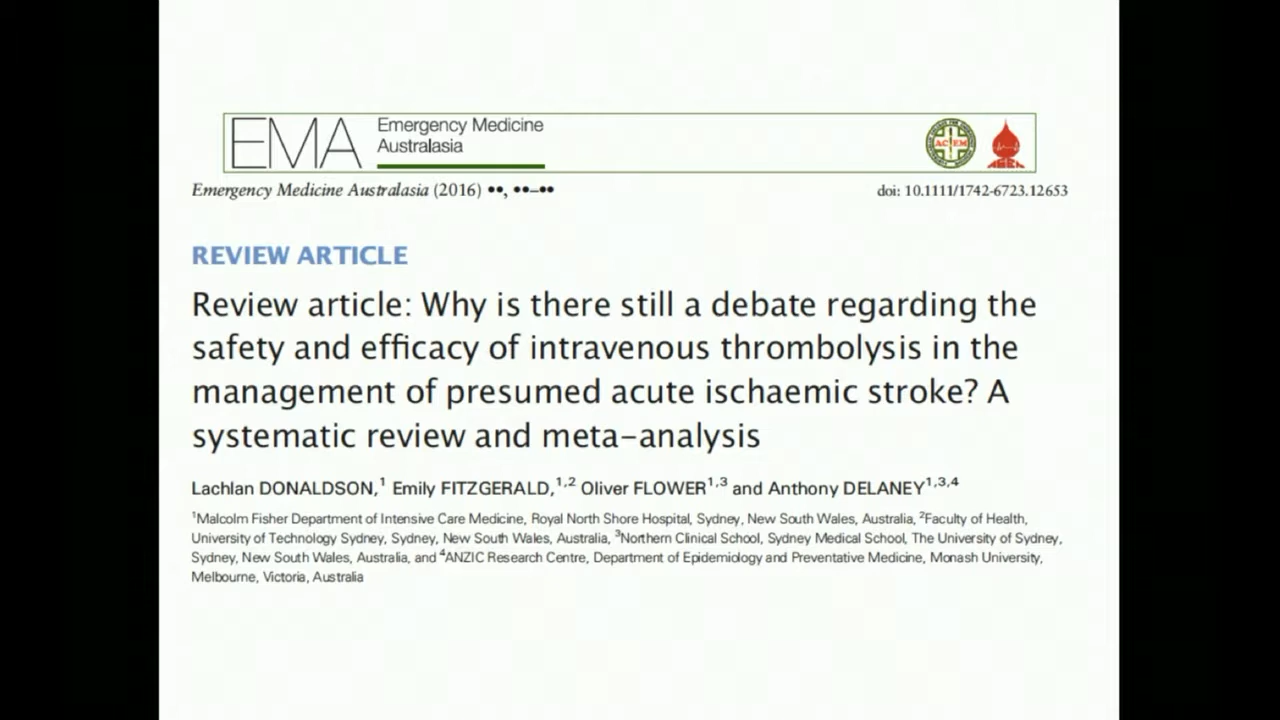 EMA
Emergency Medicine
Australasia
ACEM
Emergency Medicine Australasia (2016) ••, ••–••
doi: 10.1111/1742-6723.12653
REVIEW ARTICLE
Review article: Why is there still a debate regarding the
safety and efficacy of intravenous thrombolysis in the
management of presumed acute ischaemic stroke? A
systematic review and meta-analysis
Lachlan DONALDSON,¹ Emily FITZGERALD,¹,² Oliver FLOWER¹,³ and Anthony DELANEY¹,³,⁴
¹Malcolm Fisher Department of Intensive Care Medicine, Royal North Shore Hospital, Sydney, New South Wales, Australia, ²Faculty of Health,
University of Technology Sydney, Sydney, New South Wales, Australia, ³Northern Clinical School, Sydney Medical School, The University of Sydney,
Sydney, New South Wales, Australia, and ⁴ANZIC Research Centre, Department of Epidemiology and Preventative Medicine, Monash University,
Melbourne, Victoria, Australia